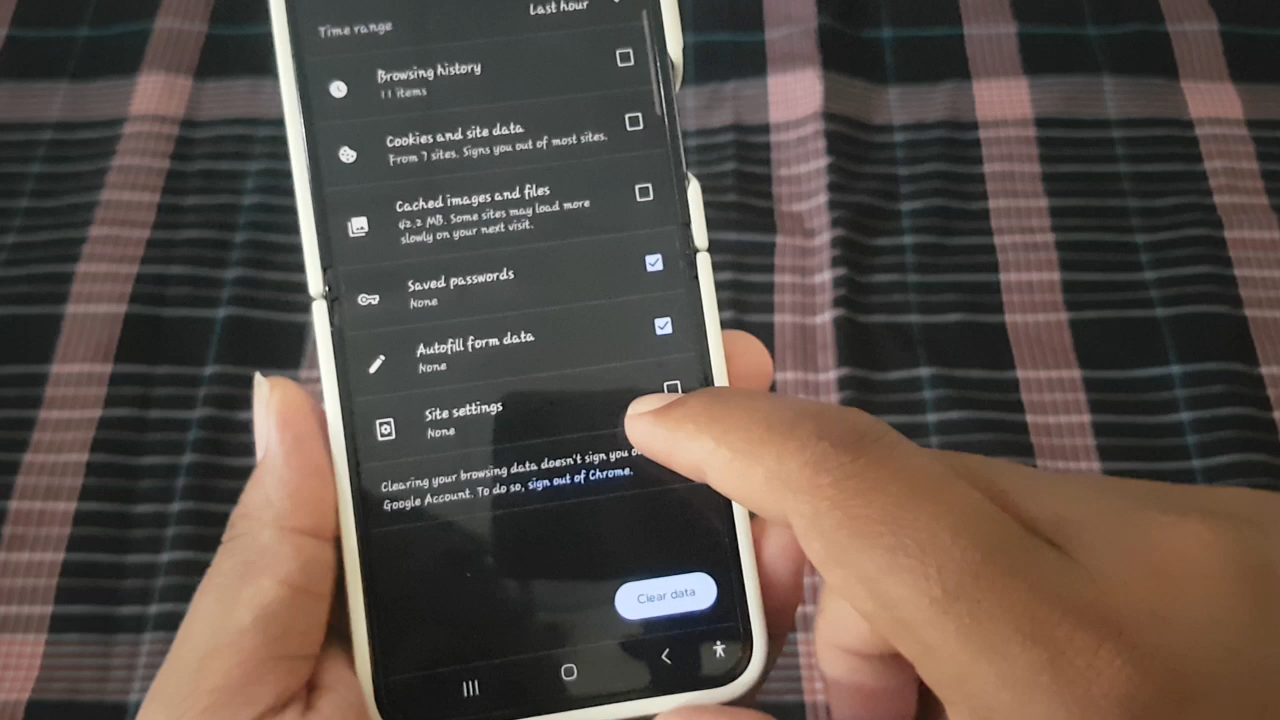 Last hour
Time range
Browsing history
11 items
Cookies and site data
From 7 sites. Signs you out of most sites.
Cached images and files
42.2 MB. Some sites may load more
slowly on your next visit.
Saved passwords
None
Autofill form data
None
Site settings
None
Clearing your browsing data doesn't sign you
Google Account. To do so, sign out of Chrome.
Clear data